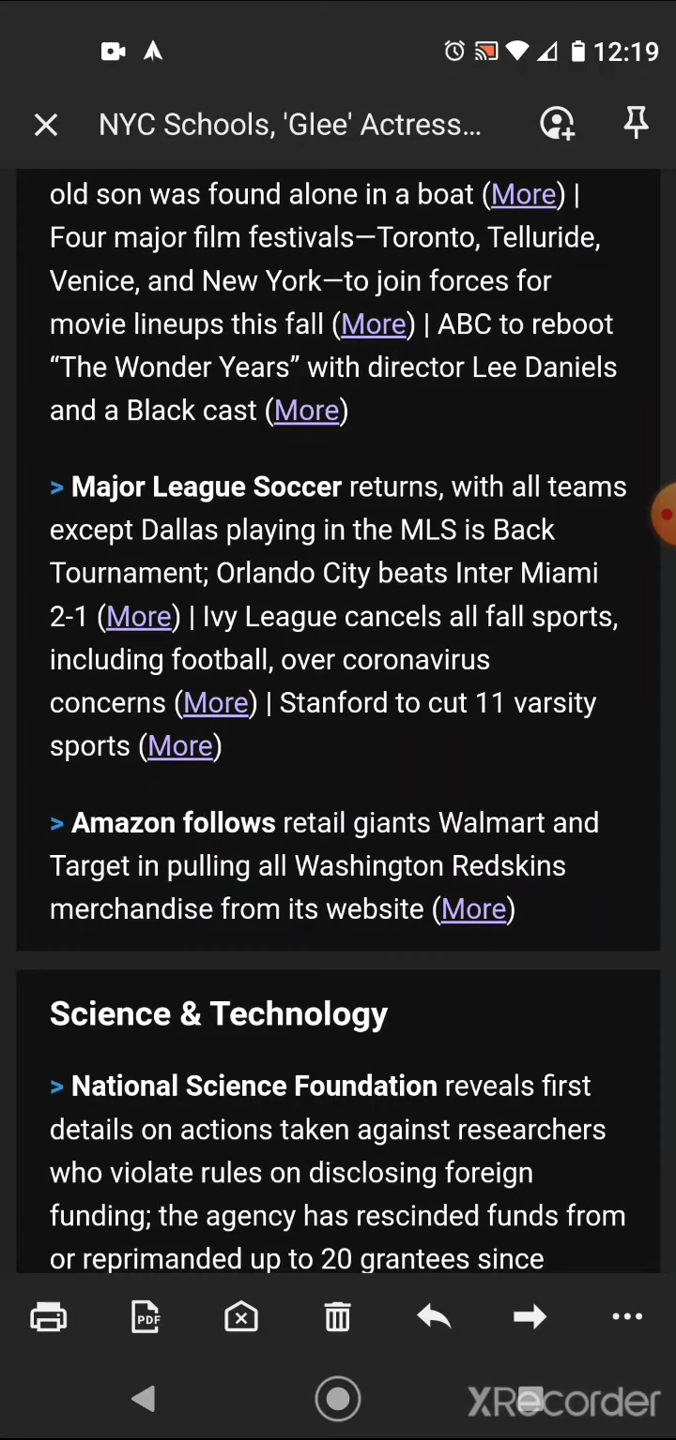 12:19
NYC Schools, 'Glee' Actress...
old son was found alone in a boat (More) |
Four major film festivals—Toronto, Telluride,
Venice, and New York—to join forces for
movie lineups this fall (More) | ABC to reboot
“The Wonder Years” with director Lee Daniels
and a Black cast (More)
> Major League Soccer returns, with all teams
except Dallas playing in the MLS is Back
Tournament; Orlando City beats Inter Miami
2-1 (More) | Ivy League cancels all fall sports,
including football, over coronavirus
concerns (More) | Stanford to cut 11 varsity
sports (More)
> Amazon follows retail giants Walmart and
Target in pulling all Washington Redskins
merchandise from its website (More)
Science & Technology
> National Science Foundation reveals first
details on actions taken against researchers
who violate rules on disclosing foreign
funding; the agency has rescinded funds from
or reprimanded up to 20 grantees since
PDF
XRecorder